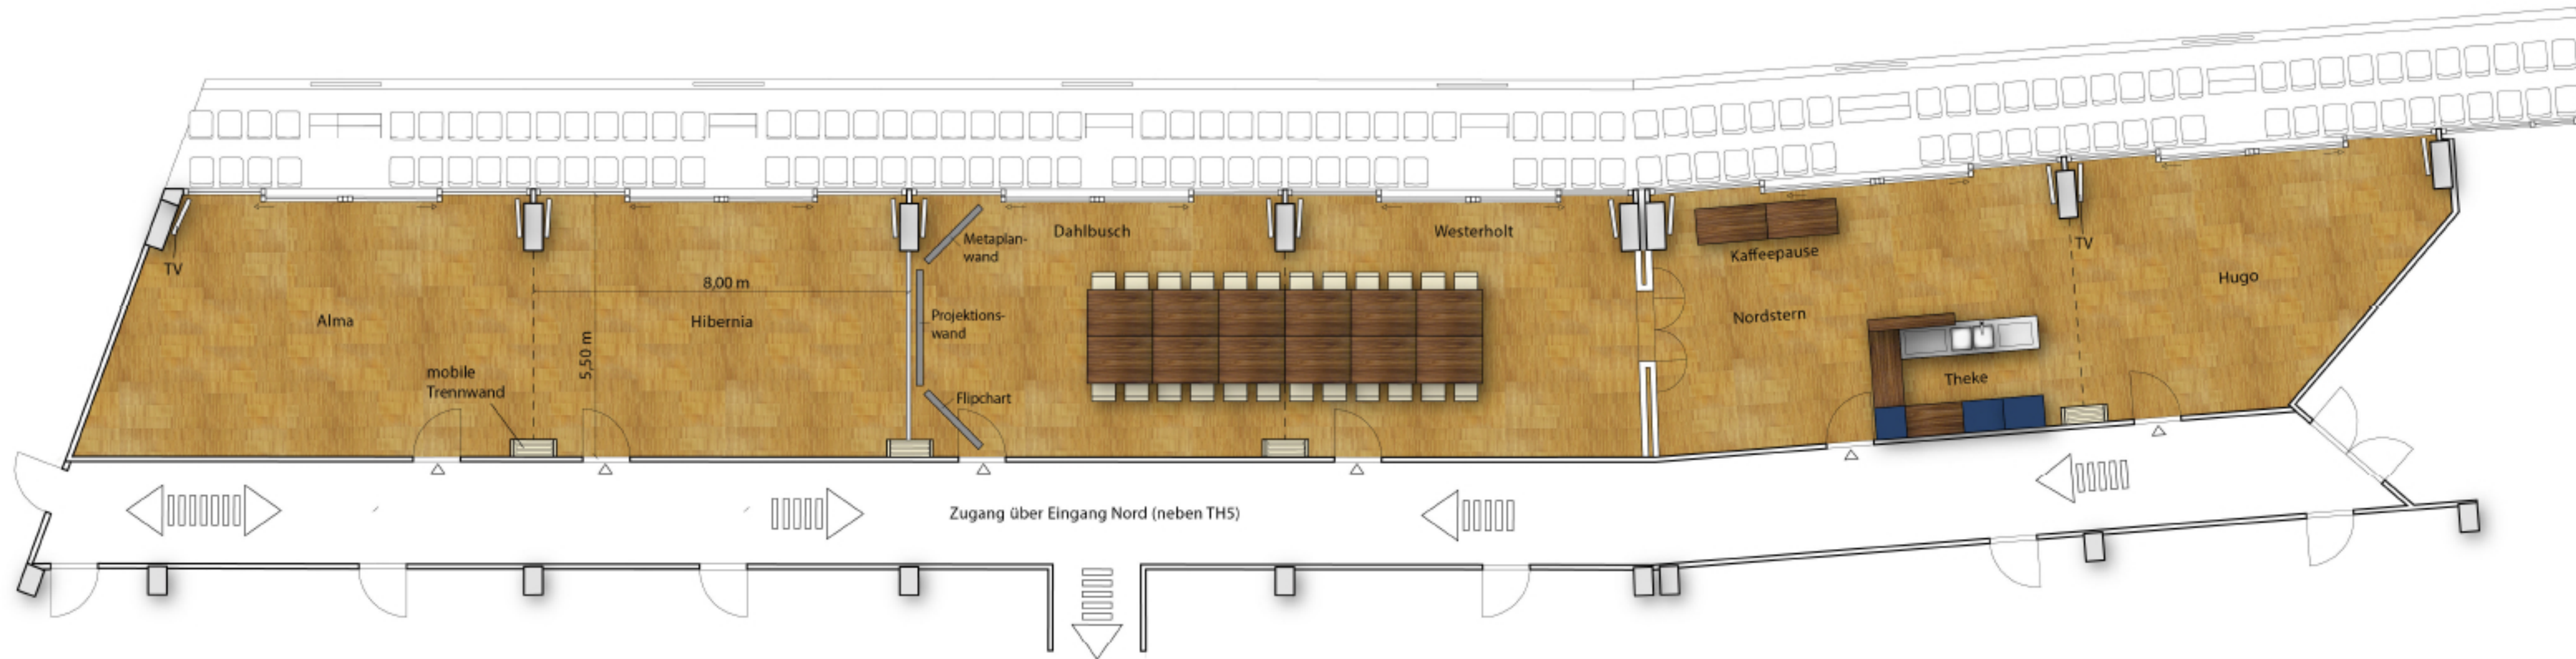 TV
Alma
mobile
Trennwand
5,50 m
8,00 m
Hibernia
Metaplan-
wand
Projektions-
wand
Flipchart
Dahlbusch
Westerholt
Kaffeepause
Nordstern
Theke
TV
Hugo
Zugang über Eingang Nord (neben TH5)